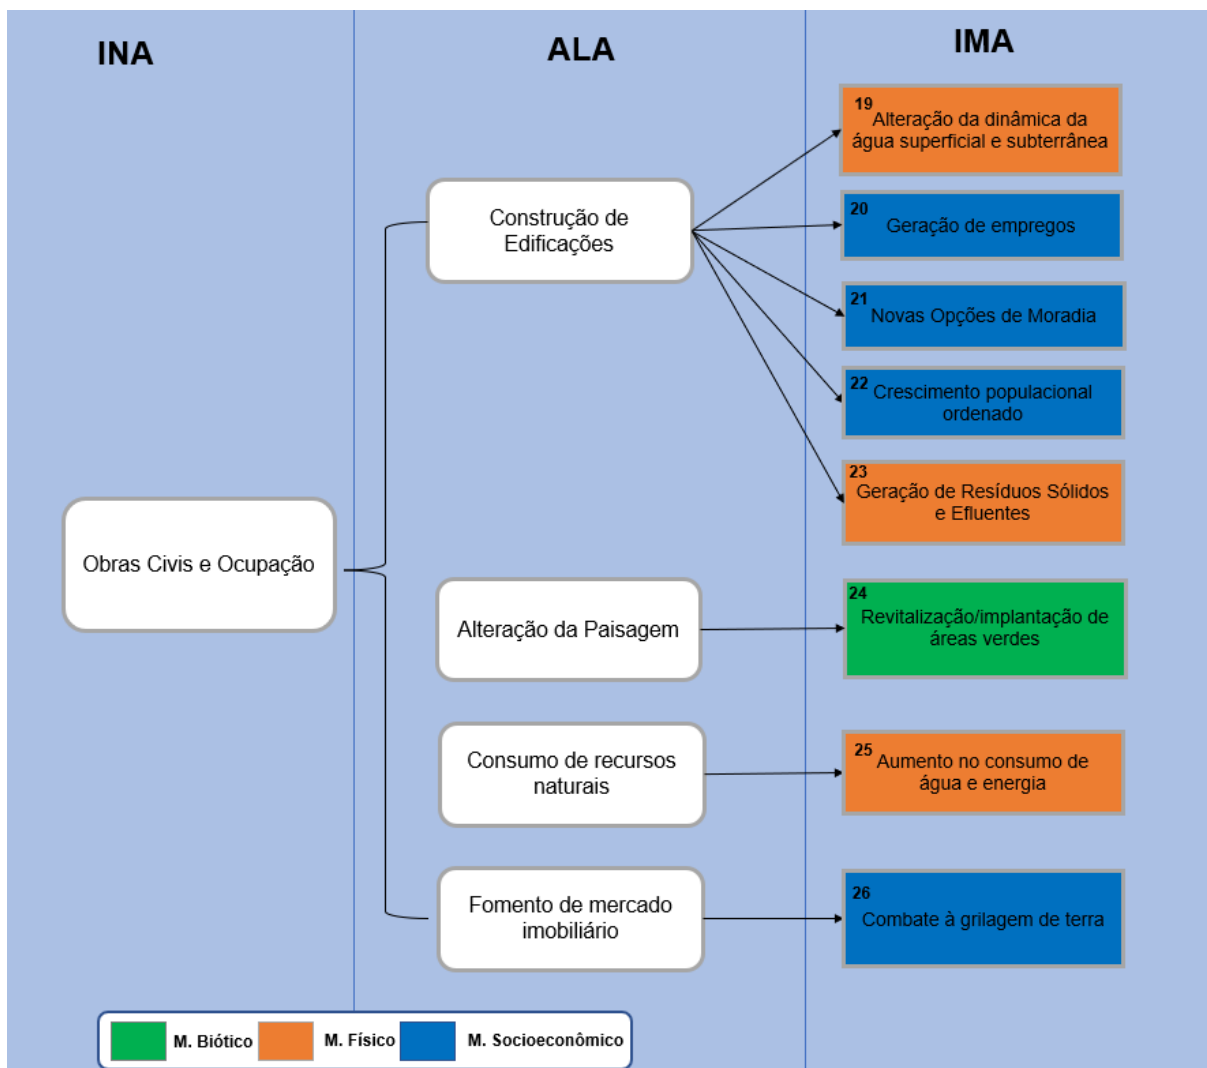 INA
ALA
IMA
19
Alteração da dinâmica da
água superficial e subterrânea
Construção de
Edificações
20
Geração de empregos
21
Novas Opções de Moradia
22
Crescimento populacional
ordenado
23
Geração de Resíduos Sólidos
e Efluentes
Obras Civis e Ocupação
Alteração da Paisagem
24
Revitalização/implantação de
áreas verdes
Consumo de recursos
naturais
25
Aumento no consumo de
água e energia
Fomento de mercado
imobiliário
26
Combate à grilagem de terra
M. Biótico
M. Físico
M. Socioeconômico